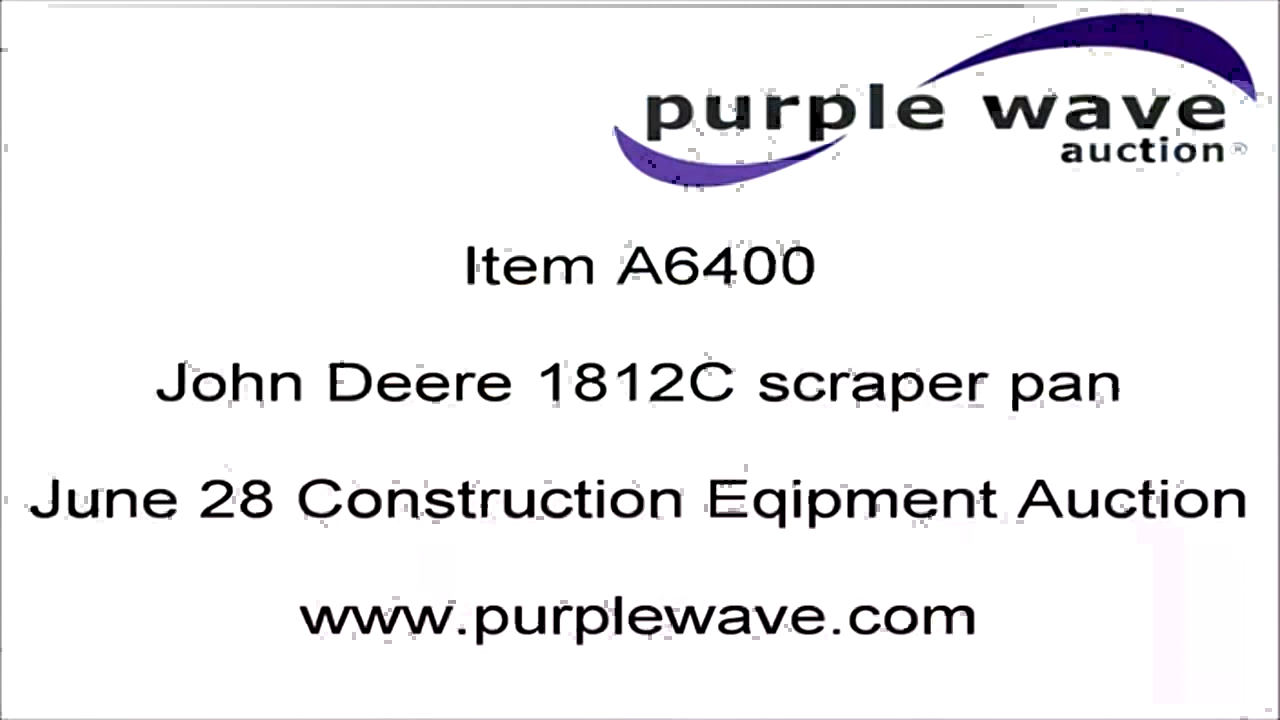 purple wave
auction®
Item A6400
John Deere 1812C scraper pan
June 28 Construction Eqipment Auction
www.purplewave.com